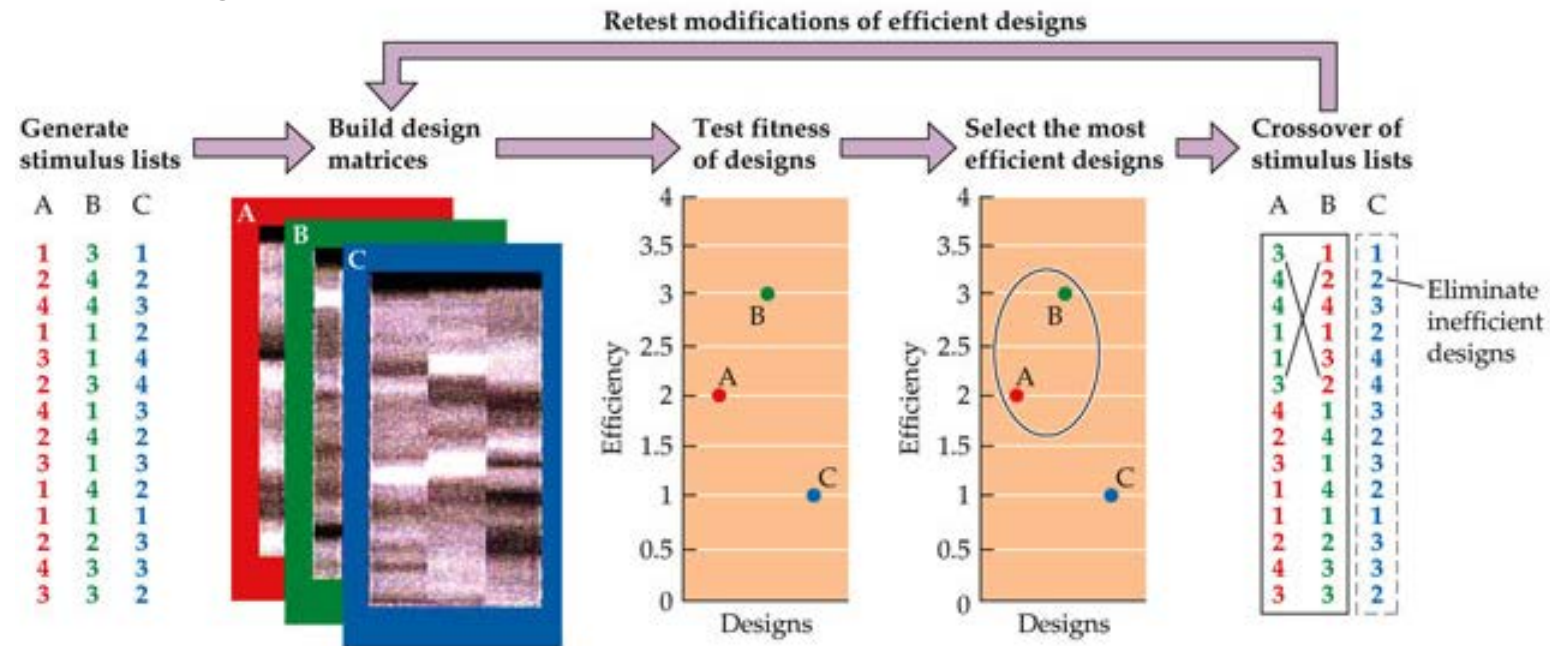 Retest modifications of efficient designs
Generate
stimulus lists
Build design
matrices
Test fitness
of designs
Select the most
efficient designs
Crossover of
stimulus lists
A B C
1 3 1
2 4 2
4 4 3
1 1 2
3 1 4
2 3 4
4 1 3
2 4 2
3 1 3
1 4 2
1 1 1
2 2 3
4 3 3
3 3 2
A
B
C
Efficiency
4
3.5
3
2.5
2
1.5
1
0.5
0
B
A
C
Designs
Efficiency
4
3.5
3
2.5
2
1.5
1
0.5
0
B
A
C
Designs
A B C
3 1 1
4 2 2
4 4 3
1 1 2
1 3 4
3 2 4
4 1 3
2 4 2
3 1 3
1 4 2
1 1 1
2 2 3
4 3 3
3 3 2
Eliminate
inefficient
designs